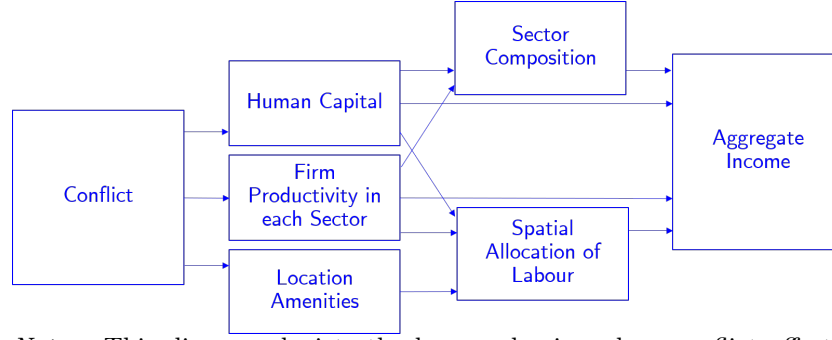 Sector
Composition
Human Capital
Aggregate
Income
Conflict
Firm
Productivity in
each Sector
Spatial
Allocation of
Labour
Location
Amenities